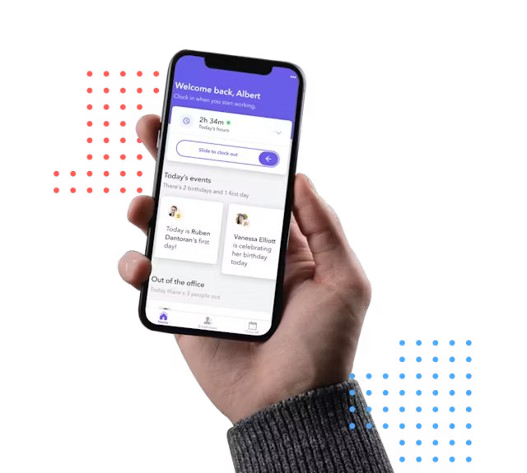 Welcome back, Albert
Clock in when you start working.
2h 34m
Today's hours
Slide to clock out
Today's events
There's 2 birthdays and 1 first day
Today is Ruben
Dantoran's first
day!
Vanessa Elliott
is celebrating
her birthday
today
Out of the office
Today there's 3 people out